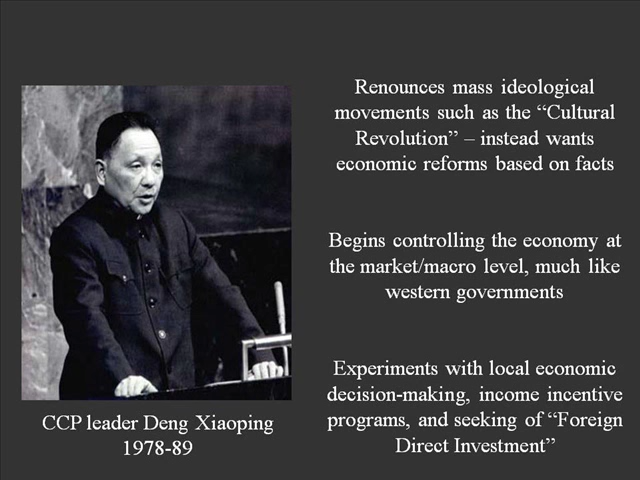 Renounces mass ideological
movements such as the “Cultural
Revolution” – instead wants
economic reforms based on facts
Begins controlling the economy at
the market/macro level, much like
western governments
Experiments with local economic
decision-making, income incentive
programs, and seeking of “Foreign
Direct Investment”
CCP leader Deng Xiaoping
1978-89